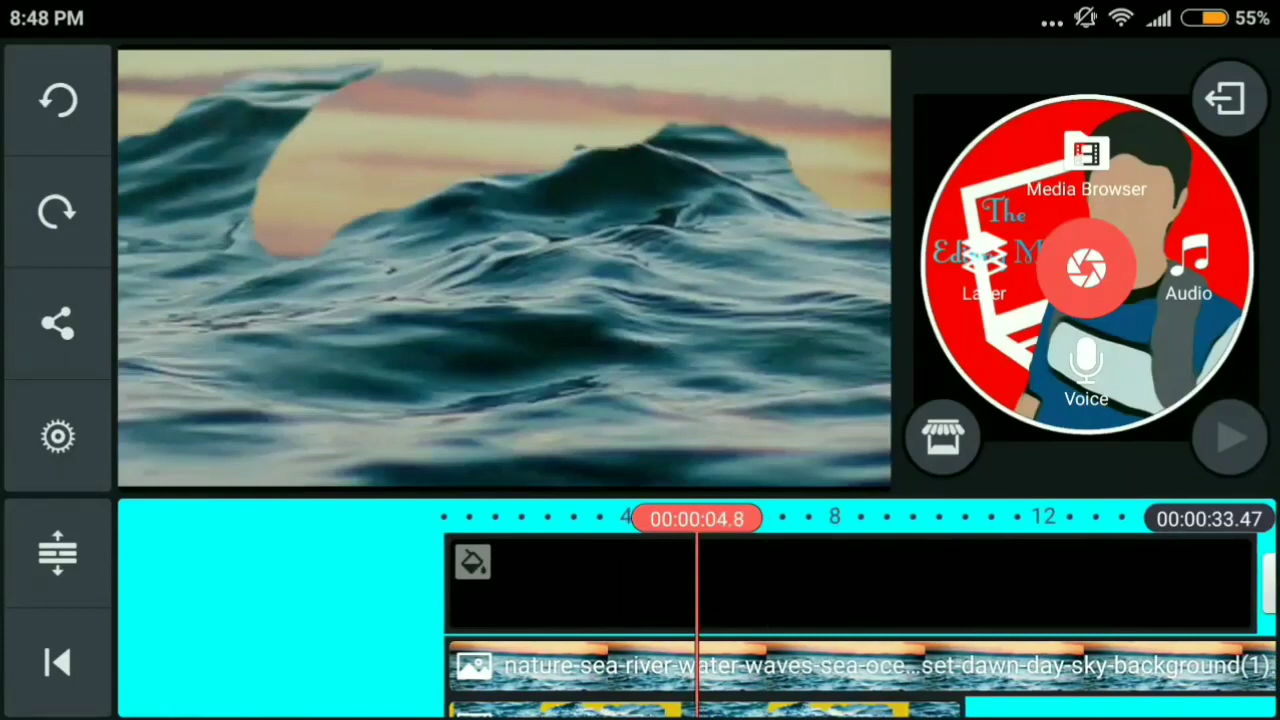 8:48 PM
55%
Media Browser
The
Layer
Audio
Voice
4
00:00:04.8
8
12
00:00:33.47
nature-sea-river-water-waves-sea-oce...set-dawn-day-sky-background(1)